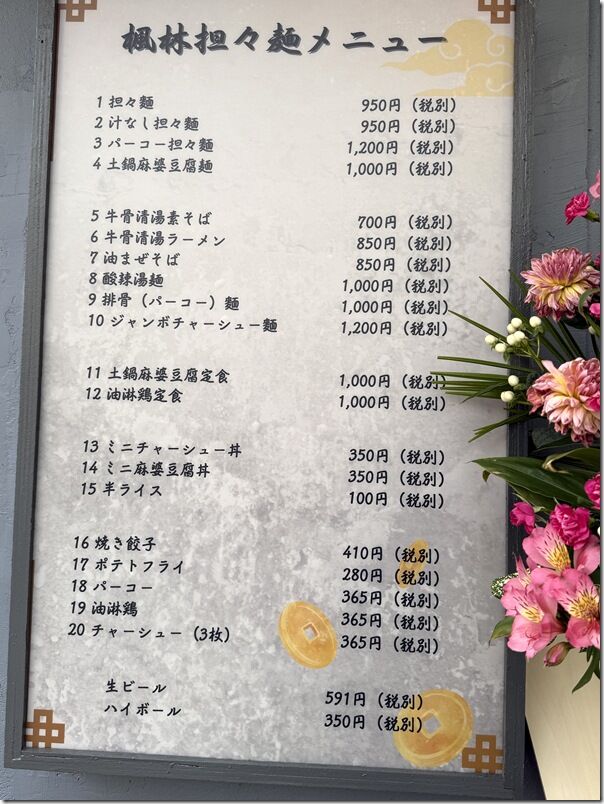 楓林担々麺メニュー
1 担々麺 950円（税別）
2 汁なし担々麺 950円（税別）
3 パーコー担々麺 1,200円（税別）
4 土鍋麻婆豆腐麺 1,000円（税別）
5 牛骨清湯素そば 700円（税別）
6 牛骨清湯ラーメン 850円（税別）
7 油まぜそば 850円（税別）
8 酸辣湯麺 1,000円（税別）
9 排骨（パーコー）麺 1,000円（税別）
10 ジャンボチャーシュー麺 1,200円（税別）
11 土鍋麻婆豆腐定食 1,000円（税別）
12 油淋鶏定食 1,000円（税別）
13 ミニチャーシュー丼 350円（税別）
14 ミニ麻婆豆腐丼 350円（税別）
15 半ライス 100円（税別）
16 焼き餃子 410円（税別）
17 ポテトフライ 280円（税別）
18 パーコー 365円（税別）
19 油淋鶏 365円（税別）
20 チャーシュー（3枚） 365円（税別）
生ビール 591円（税別）
ハイボール 350円（税別）